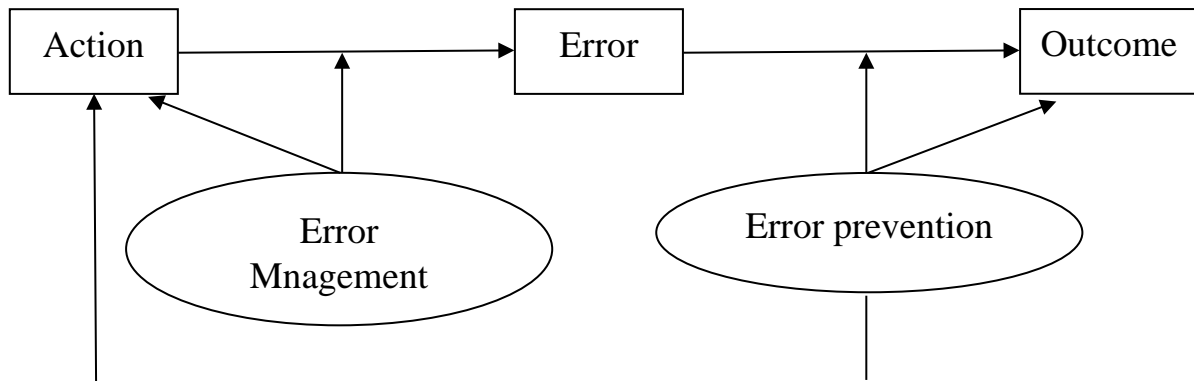 Action
Error
Outcome
Error
Mnagement
Error prevention